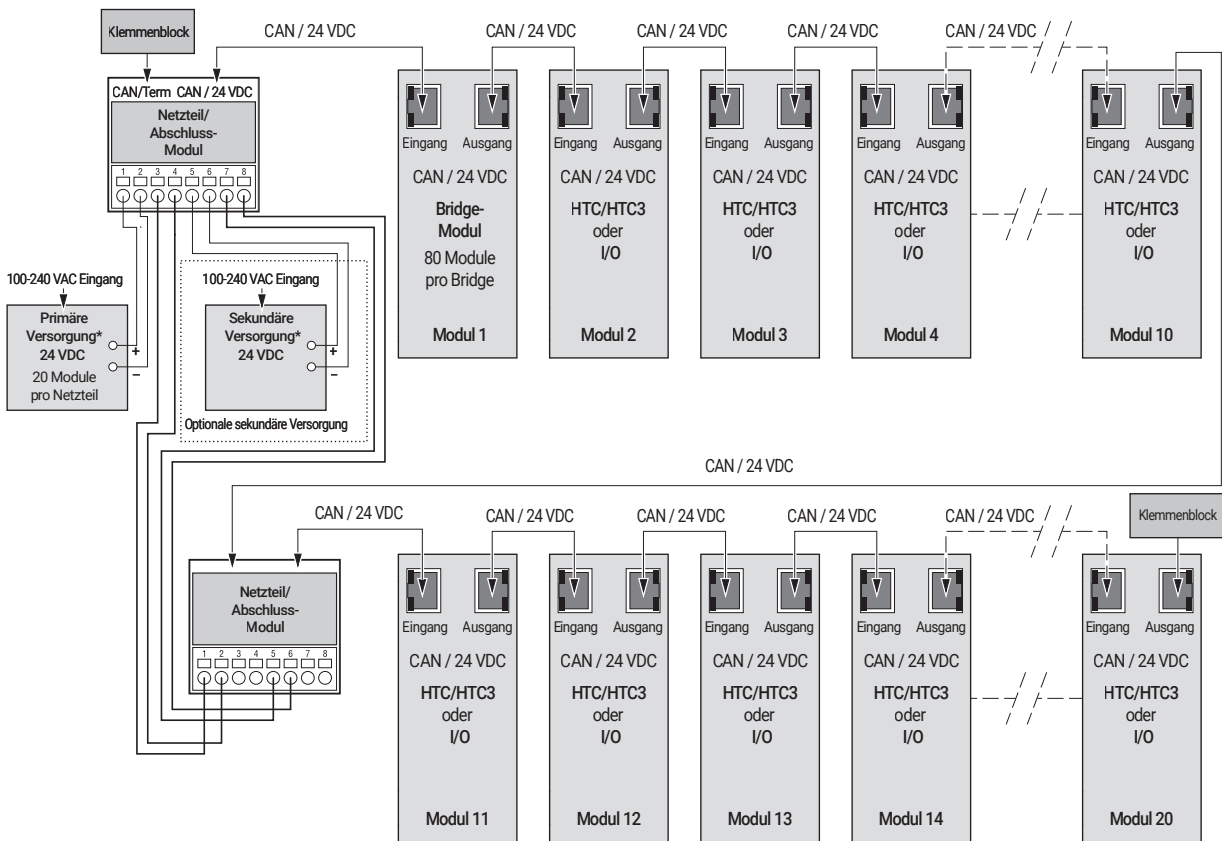 Klemmenblock
CAN / 24 VDC
CAN / 24 VDC
CAN / 24 VDC
CAN / 24 VDC
CAN / 24 VDC
CAN/Term CAN / 24 VDC
Netzteil/
Abschluss-
Modul
1 2 3 4 5 6 7 8
Eingang Ausgang
CAN / 24 VDC
Bridge-
Modul
80 Module
pro Bridge
Modul 1
Eingang Ausgang
CAN / 24 VDC
HTC/HTC3
oder
I/O
Modul 2
Eingang Ausgang
CAN / 24 VDC
HTC/HTC3
oder
I/O
Modul 3
Eingang Ausgang
CAN / 24 VDC
HTC/HTC3
oder
I/O
Modul 4
Eingang Ausgang
CAN / 24 VDC
HTC/HTC3
oder
I/O
Modul 10
100-240 VAC Eingang
Primäre
Versorgung*
24 VDC
20 Module
pro Netzteil
+
–
100-240 VAC Eingang
Sekundäre
Versorgung*
24 VDC
+
–
Optionale sekundäre Versorgung
CAN / 24 VDC
CAN / 24 VDC
CAN / 24 VDC
CAN / 24 VDC
CAN / 24 VDC
CAN / 24 VDC
Klemmenblock
Netzteil/
Abschluss-
Modul
1 2 3 4 5 6 7 8
Eingang Ausgang
CAN / 24 VDC
HTC/HTC3
oder
I/O
Modul 11
Eingang Ausgang
CAN / 24 VDC
HTC/HTC3
oder
I/O
Modul 12
Eingang Ausgang
CAN / 24 VDC
HTC/HTC3
oder
I/O
Modul 13
Eingang Ausgang
CAN / 24 VDC
HTC/HTC3
oder
I/O
Modul 14
Eingang Ausgang
CAN / 24 VDC
HTC/HTC3
oder
I/O
Modul 20